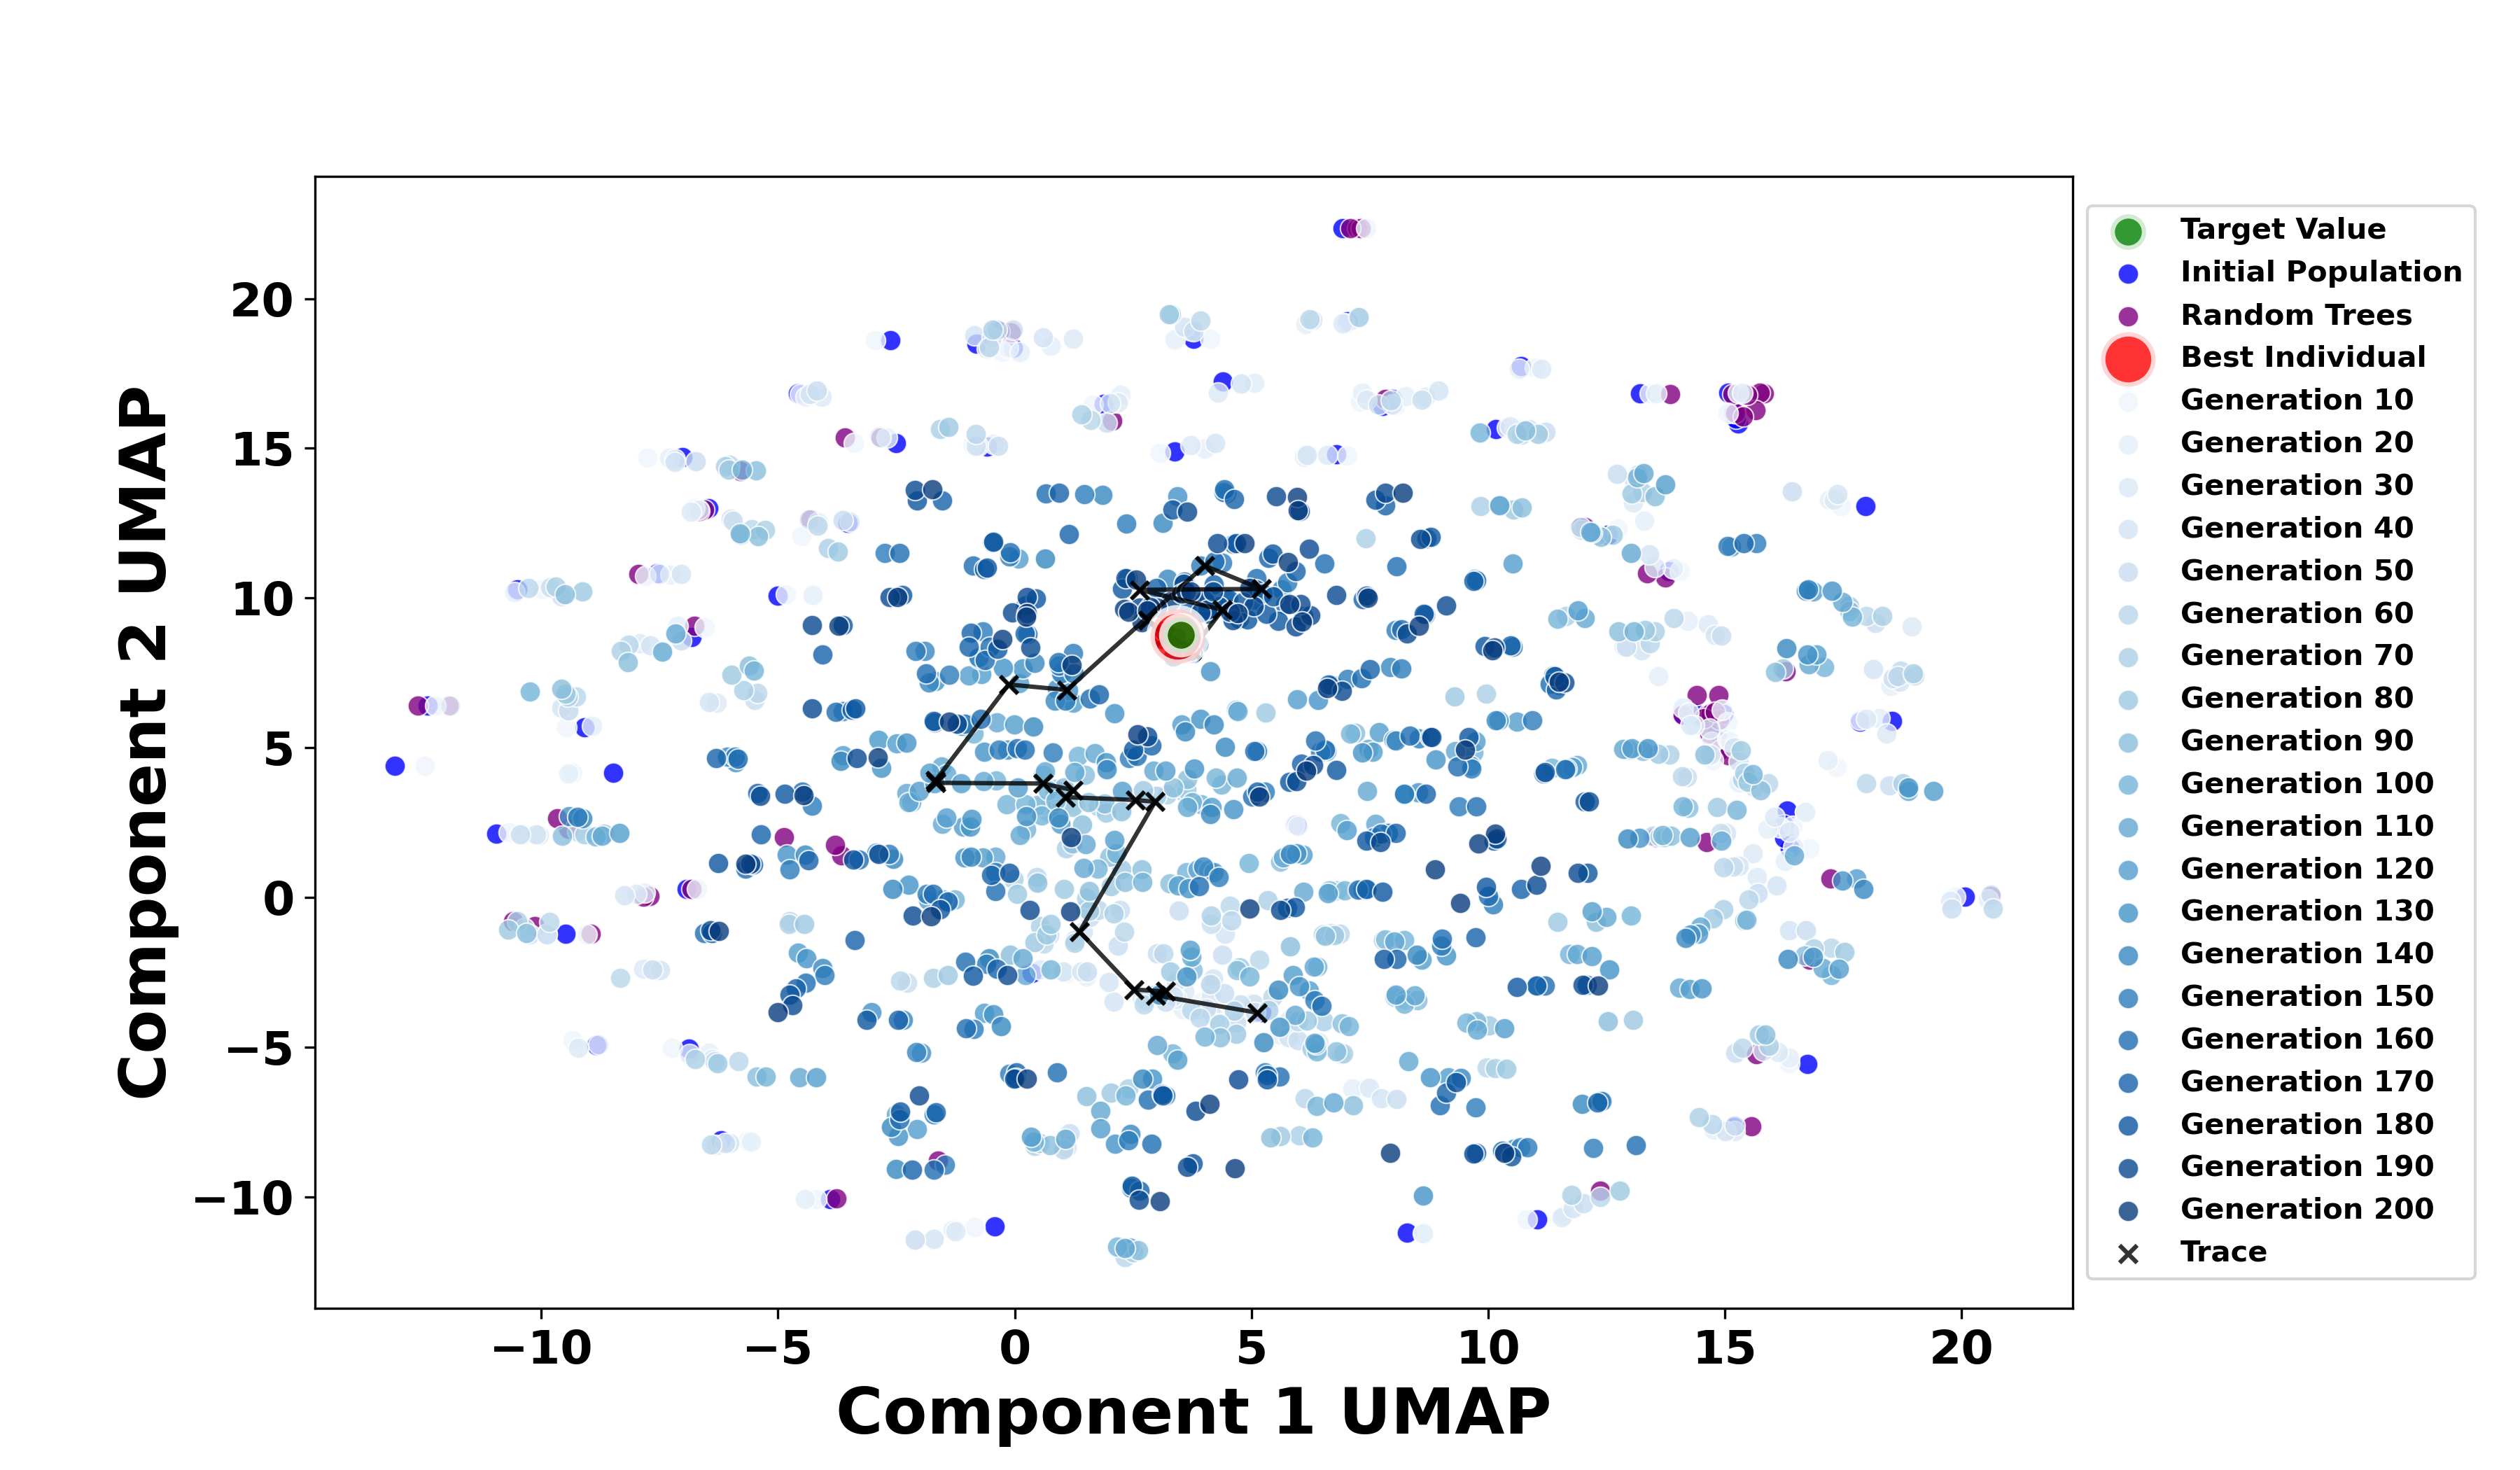 Component 2 UMAP
20
15
10
5
0
−5
−10
−10
−5
0
5
10
15
20
Component 1 UMAP
Target Value
Initial Population
Random Trees
Best Individual
Generation 10
Generation 20
Generation 30
Generation 40
Generation 50
Generation 60
Generation 70
Generation 80
Generation 90
Generation 100
Generation 110
Generation 120
Generation 130
Generation 140
Generation 150
Generation 160
Generation 170
Generation 180
Generation 190
Generation 200
Trace